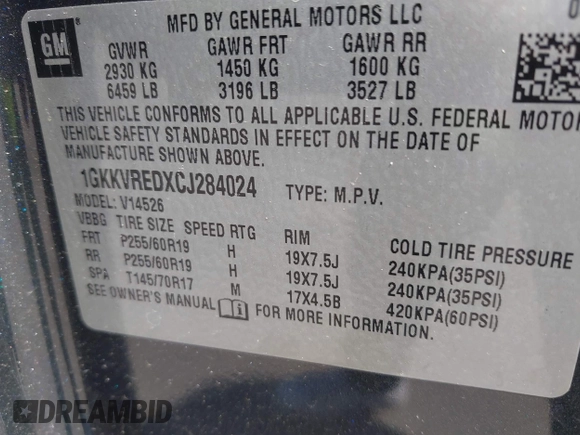 GM
MFD BY GENERAL MOTORS LLC
GVWR GAWR FRT GAWR RR
2930 KG 1450 KG 1600 KG
6459 LB 3196 LB 3527 LB
THIS VEHICLE CONFORMS TO ALL APPLICABLE U.S. FEDERAL MOTOR
VEHICLE SAFETY STANDARDS IN EFFECT ON THE DATE OF
MANUFACTURE SHOWN ABOVE.
1GKKVREDXCJ284024 TYPE: M.P.V.
MODEL: V14526
VBBG TIRE SIZE SPEED RTG RIM COLD TIRE PRESSURE
FRT P255/60R19 H 19X7.5J 240KPA(35PSI)
RR P255/60R19 H 19X7.5J 240KPA(35PSI)
SPA T145/70R17 M 17X4.5B 420KPA(60PSI)
SEE OWNER'S MANUAL FOR MORE INFORMATION.
DREAMBID